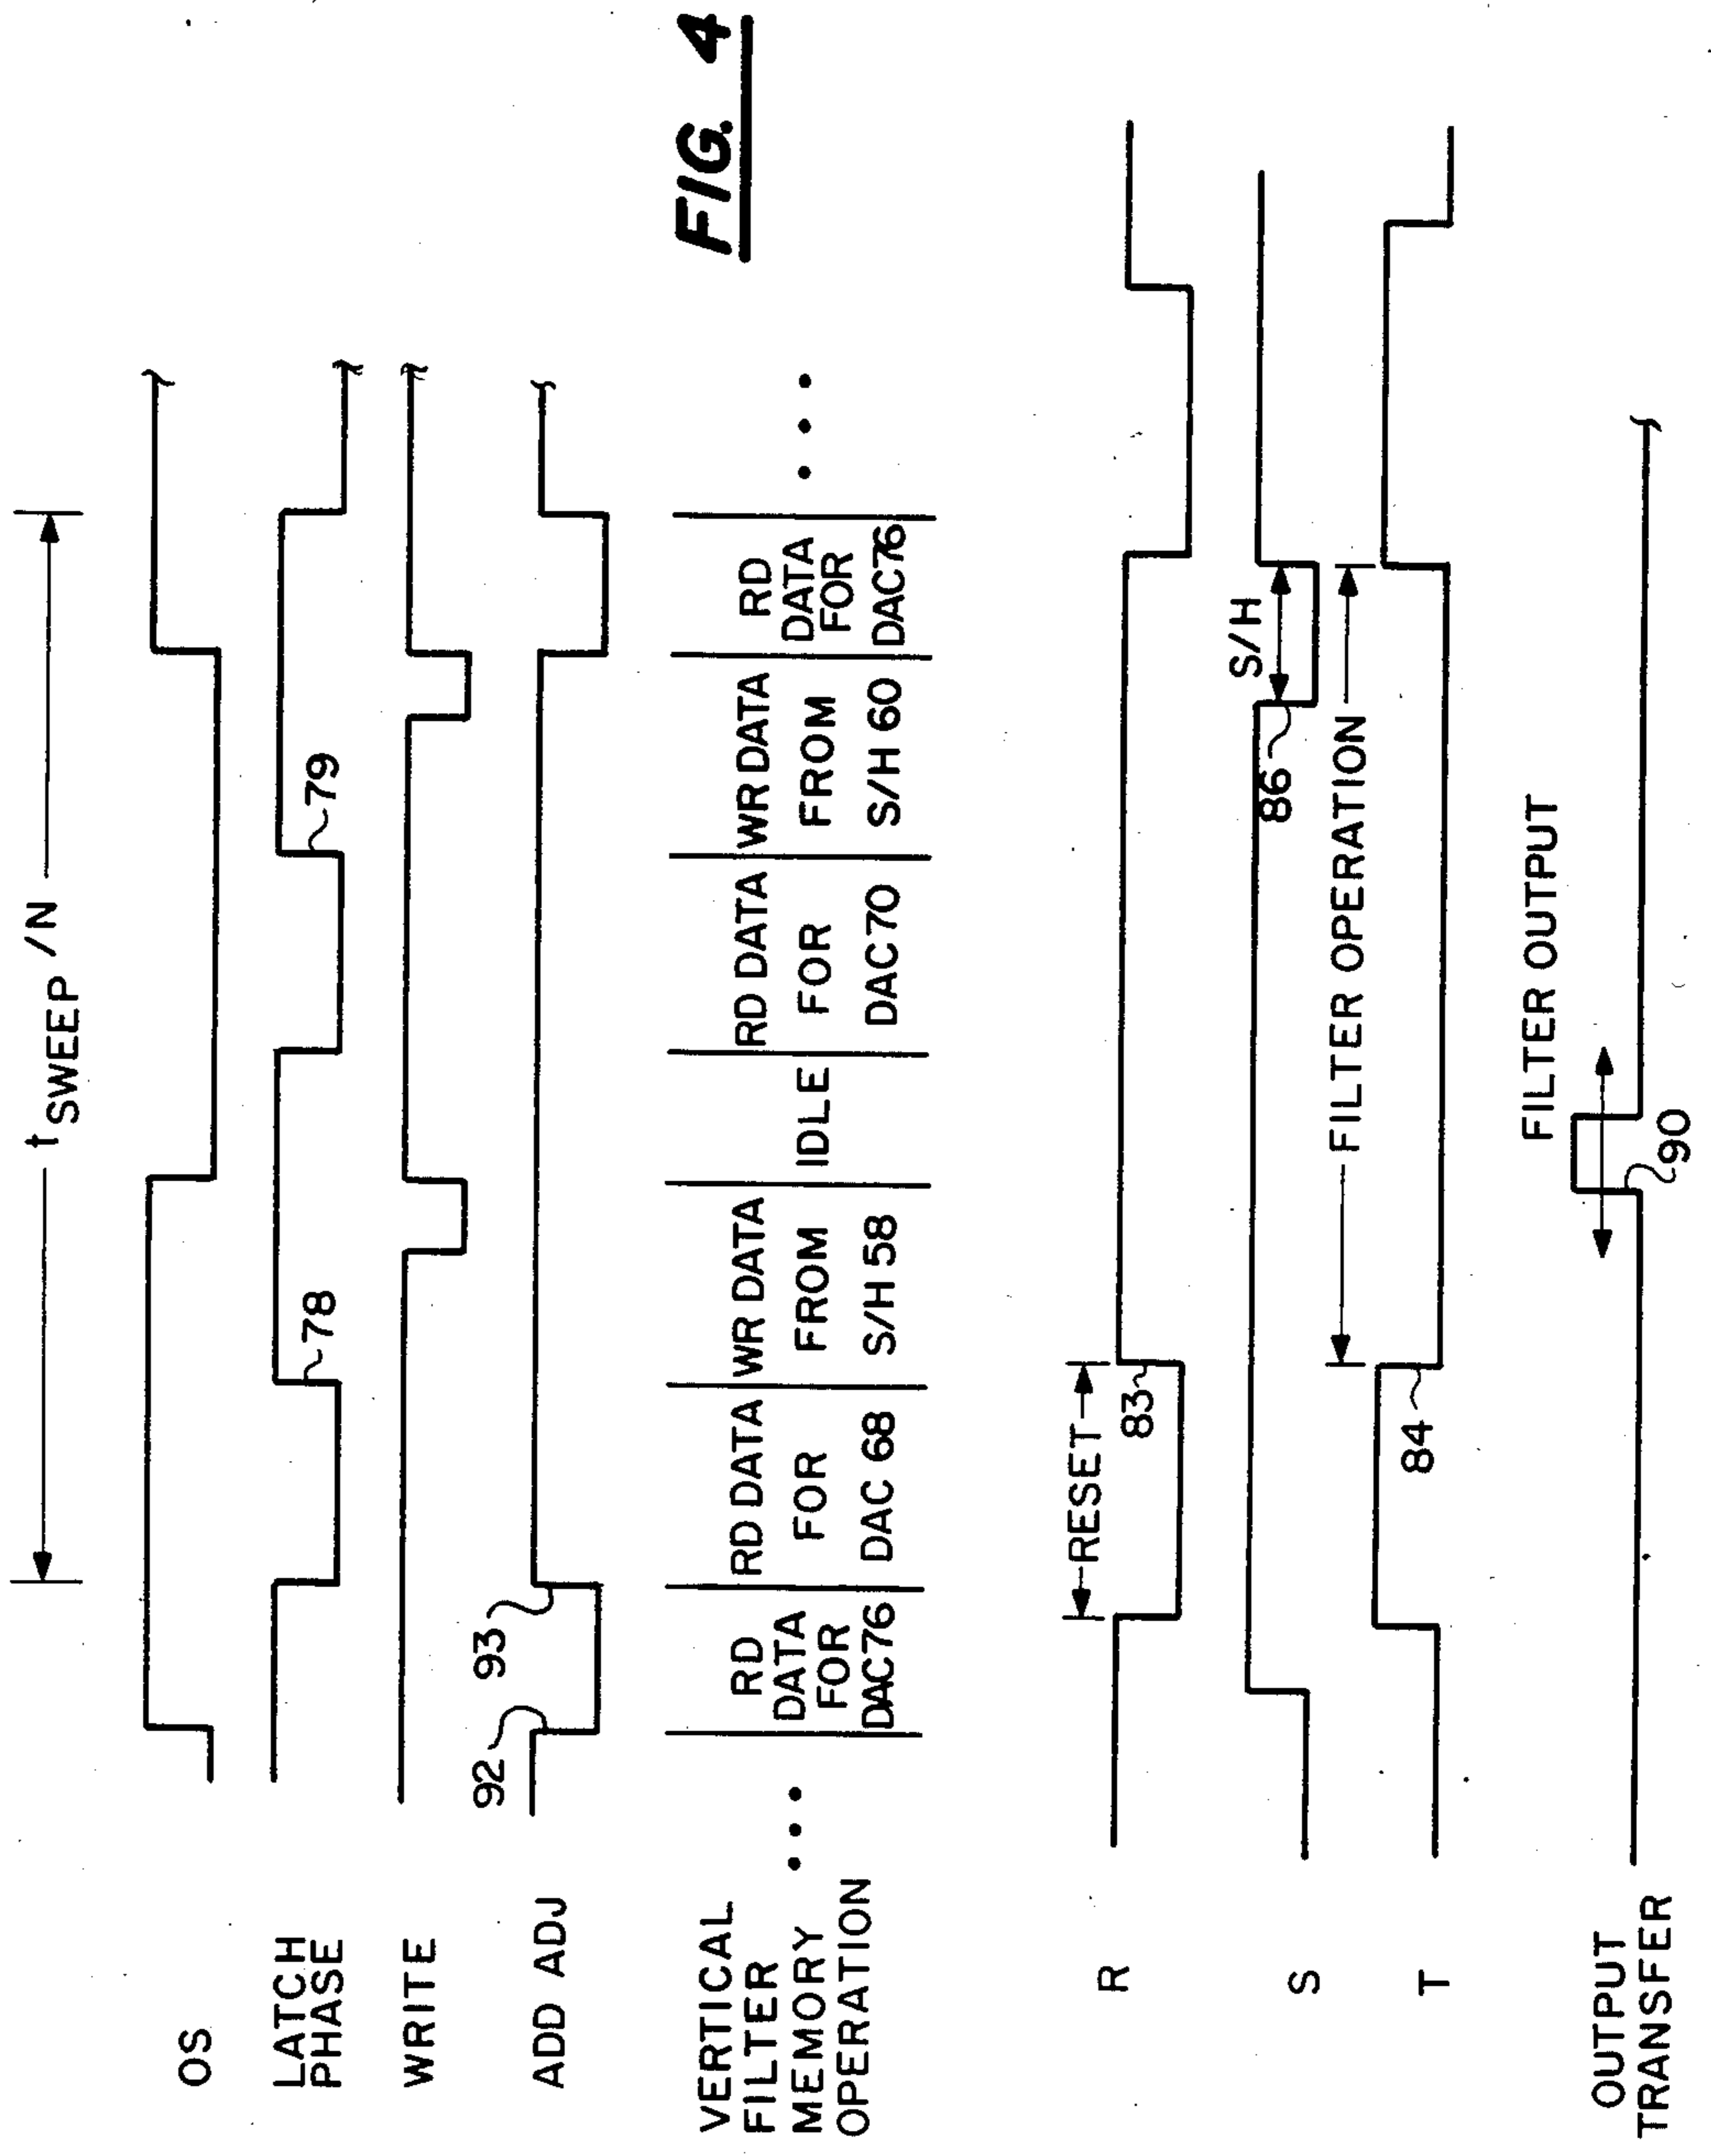 t SWEEP /N
OS
LATCH
PHASE
79
78
WRITE
ADD ADJ
92
93
FIG. 4
VERTICAL
FILTER
MEMORY
OPERATION
• • •
RD
DATA
FOR
DAC76
RD DATA
FOR
DAC 68
WR DATA
FROM
S/H 58
IDLE
RD DATA
FOR
DAC70
WR DATA
FROM
S/H 60
RD
DATA
FOR
DAC76
• • •
R
RESET
83
S
S/H
86
T
84
FILTER OPERATION
OUTPUT
TRANSFER
FILTER OUTPUT
90